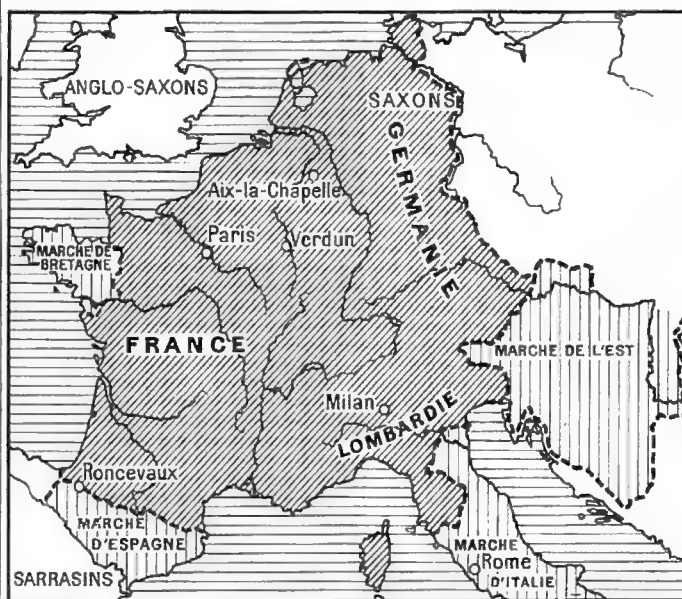 ANGLO-SAXONS
SAXONS
GERMANIE
Aix-la-Chapelle
Paris
Verdun
MARCHE DE
BRETAGNE
FRANCE
MARCHE DE L'EST
Milan
LOMBARDIE
Roncevaux
MARCHE
D'ESPAGNE
SARRASINS
MARCHE
Rome
D'ITALIE